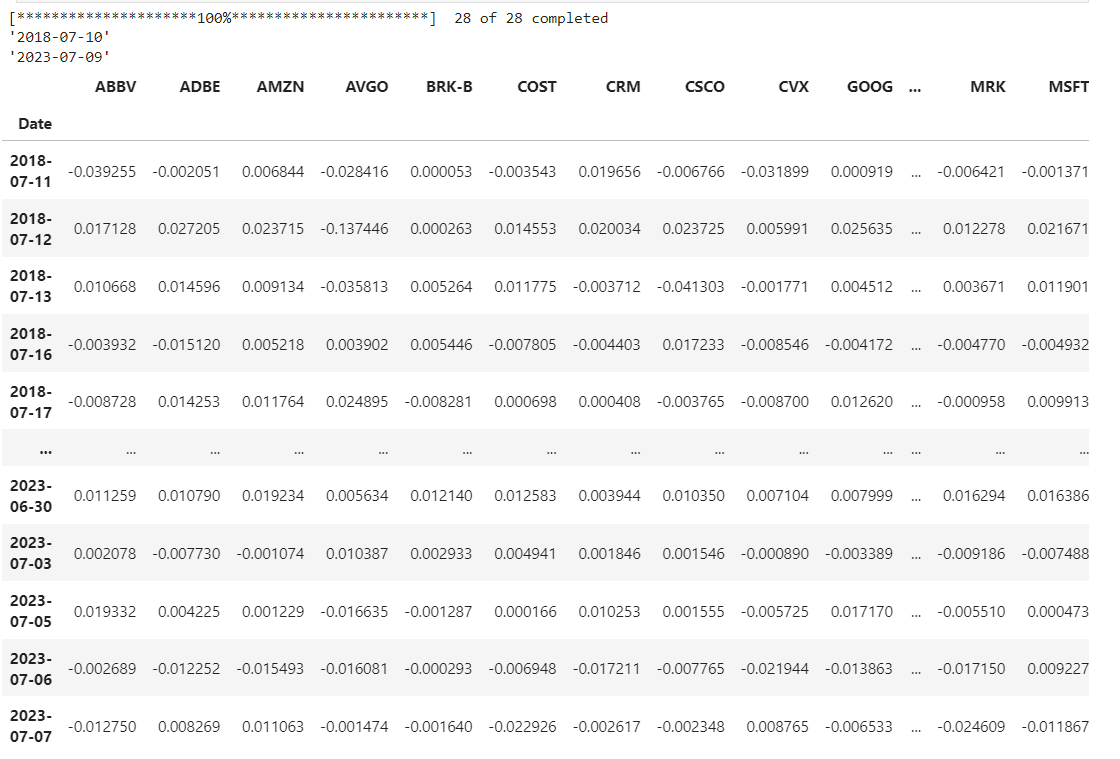 [*********************100%***********************]  28 of 28 completed
'2018-07-10'
'2023-07-09'
ABBV ADBE AMZN AVGO BRK-B COST CRM CSCO CVX GOOG ... MRK MSFT
Date
2018-07-11 -0.039255 -0.002051 0.006844 -0.028416 0.000053 -0.003543 0.019656 -0.006766 -0.031899 0.000919 ... -0.006421 -0.001371
2018-07-12 0.017128 0.027205 0.023715 -0.137446 0.000263 0.014553 0.020034 0.023725 0.005991 0.025635 ... 0.012278 0.021671
2018-07-13 0.010668 0.014596 0.009134 -0.035813 0.005264 0.011775 -0.003712 -0.041303 -0.001771 0.004512 ... 0.003671 0.011901
2018-07-16 -0.003932 -0.015120 0.005218 0.003902 0.005446 -0.007805 -0.004403 0.017233 -0.008546 -0.004172 ... -0.004770 -0.004932
2018-07-17 -0.008728 0.014253 0.011764 0.024895 -0.008281 0.000698 0.000408 -0.003765 -0.008700 0.012620 ... -0.000958 0.009913
... ... ... ... ... ... ... ... ... ... ... ... ... ...
2023-06-30 0.011259 0.010790 0.019234 0.005634 0.012140 0.012583 0.003944 0.010350 0.007104 0.007999 ... 0.016294 0.016386
2023-07-03 0.002078 -0.007730 -0.001074 0.010387 0.002933 0.004941 0.001846 0.001546 -0.000890 -0.003389 ... -0.009186 -0.007488
2023-07-05 0.019332 0.004225 0.001229 -0.016635 -0.001287 0.000166 0.010253 0.001555 -0.005725 0.017170 ... -0.005510 0.000473
2023-07-06 -0.002689 -0.012252 -0.015493 -0.016081 -0.000293 -0.006948 -0.017211 -0.007765 -0.021944 -0.013863 ... -0.017150 0.009227
2023-07-07 -0.012750 0.008269 0.011063 -0.001474 -0.001640 -0.022926 -0.002617 -0.002348 0.008765 -0.006533 ... -0.024609 -0.011867